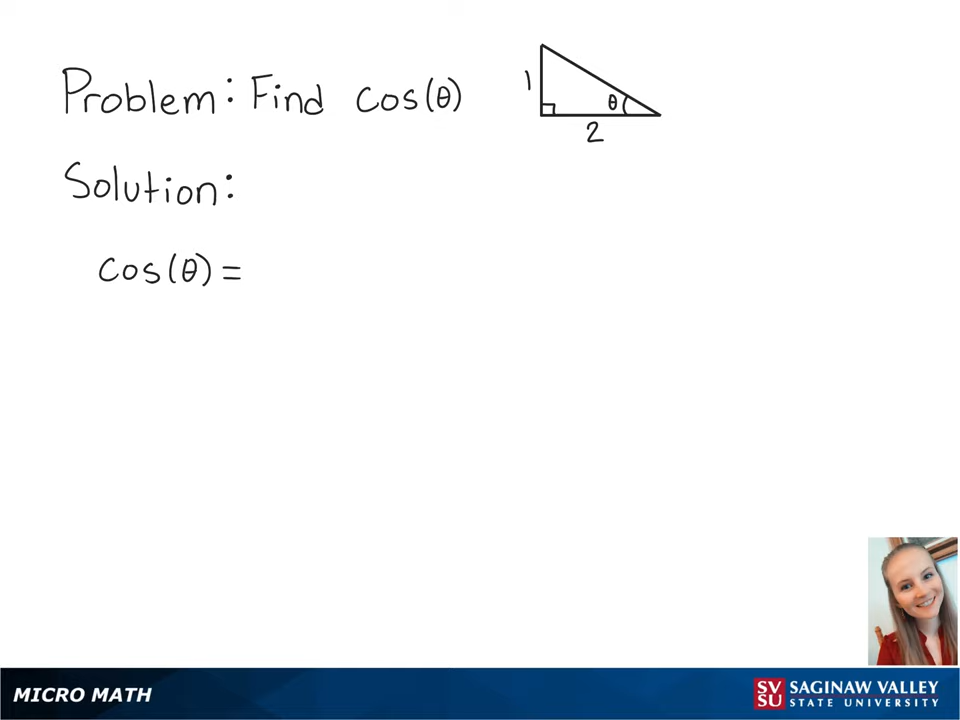 Problem: Find cos(θ)
1
θ
2
Solution:
cos(θ) =
MICRO MATH
SV
SU
SAGINAW VALLEY
STATE UNIVERSITY